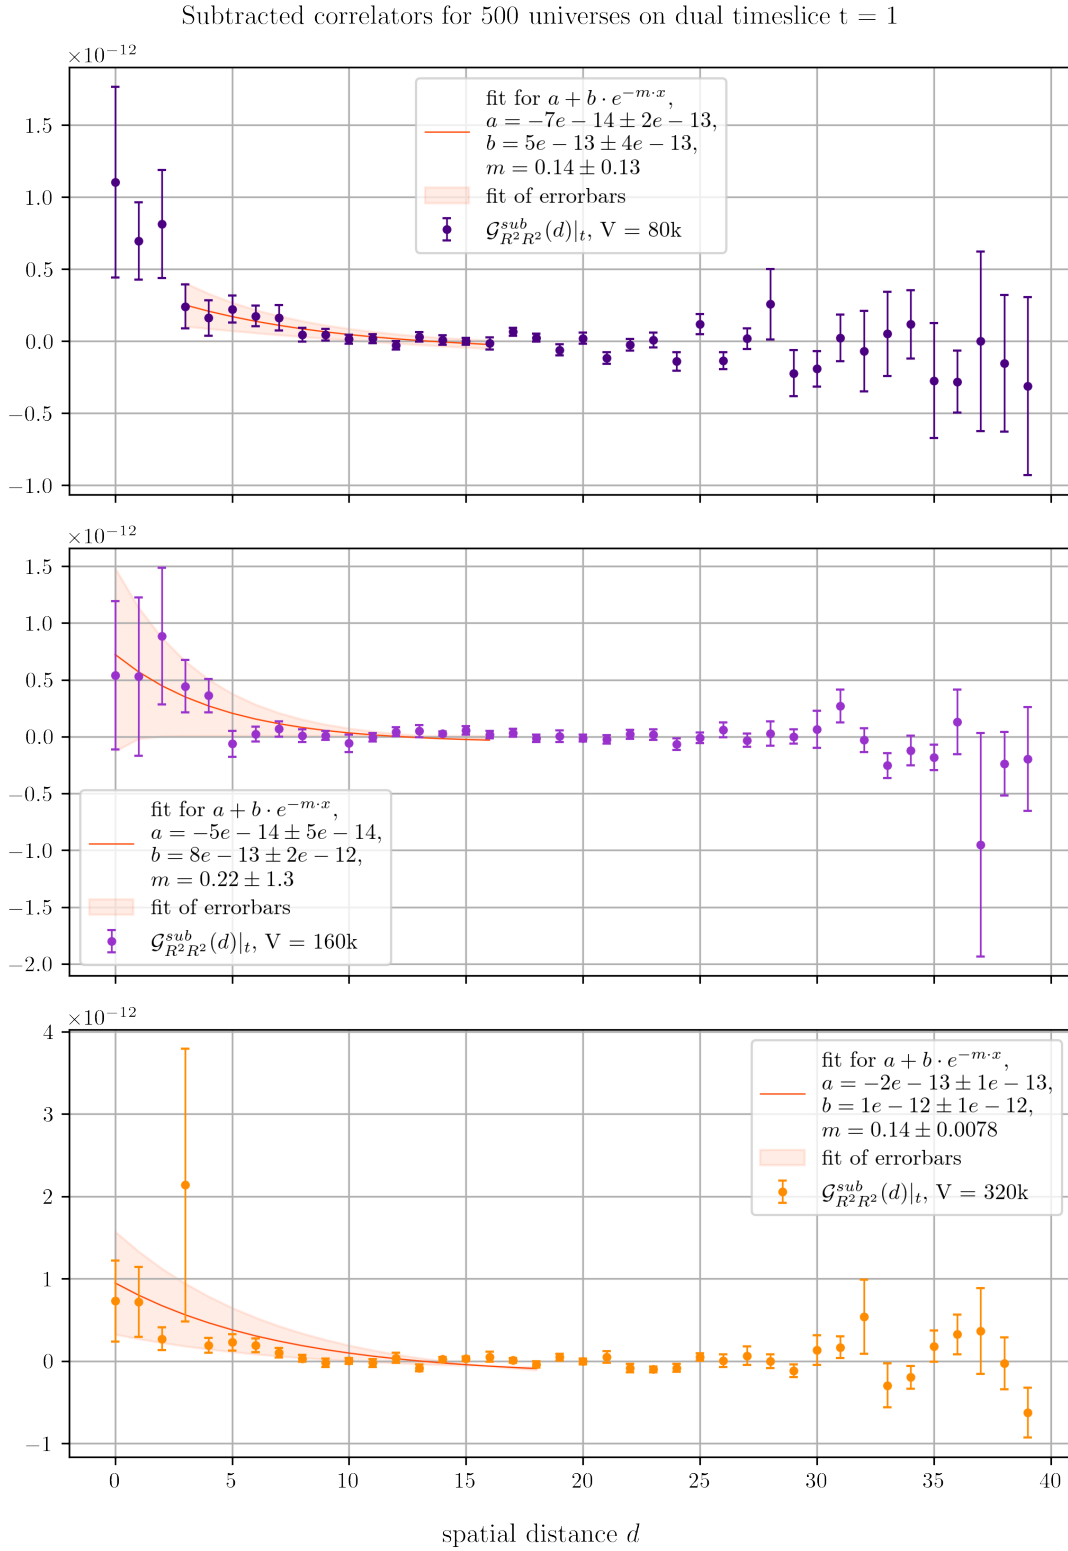 Subtracted correlators for 500 universes on dual timeslice t = 1
×10⁻¹²
1.5
1.0
0.5
0.0
−0.5
−1.0
fit for a + b · e^{−m·x},
a = −7e − 14 ± 2e − 13,
b = 5e − 13 ± 4e − 13,
m = 0.14 ± 0.13
fit of errorbars
𝒢^{sub}_{R²R²}(d)|_t, V = 80k
×10⁻¹²
1.5
1.0
0.5
0.0
−0.5
−1.0
−1.5
−2.0
fit for a + b · e^{−m·x},
a = −5e − 14 ± 5e − 14,
b = 8e − 13 ± 2e − 12,
m = 0.22 ± 1.3
fit of errorbars
𝒢^{sub}_{R²R²}(d)|_t, V = 160k
×10⁻¹²
4
3
2
1
0
−1
fit for a + b · e^{−m·x},
a = −2e − 13 ± 1e − 13,
b = 1e − 12 ± 1e − 12,
m = 0.14 ± 0.0078
fit of errorbars
𝒢^{sub}_{R²R²}(d)|_t, V = 320k
0 5 10 15 20 25 30 35 40
spatial distance d